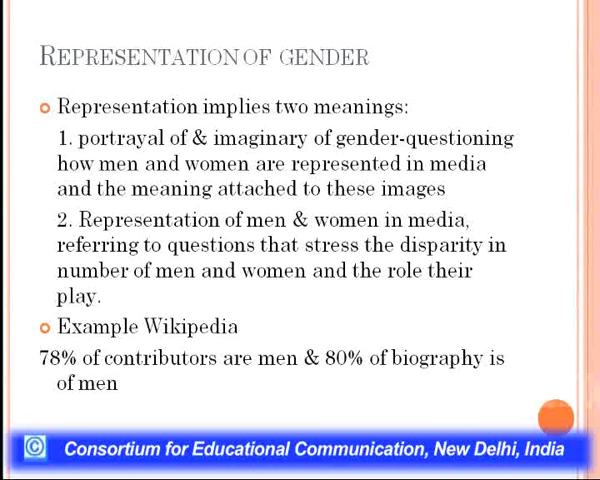 REPRESENTATION OF GENDER
Representation implies two meanings:
1. portrayal of & imaginary of gender-questioning
how men and women are represented in media
and the meaning attached to these images
2. Representation of men & women in media,
referring to questions that stress the disparity in
number of men and women and the role their
play.
Example Wikipedia
78% of contributors are men & 80% of biography is
of men
© Consortium for Educational Communication, New Delhi, India